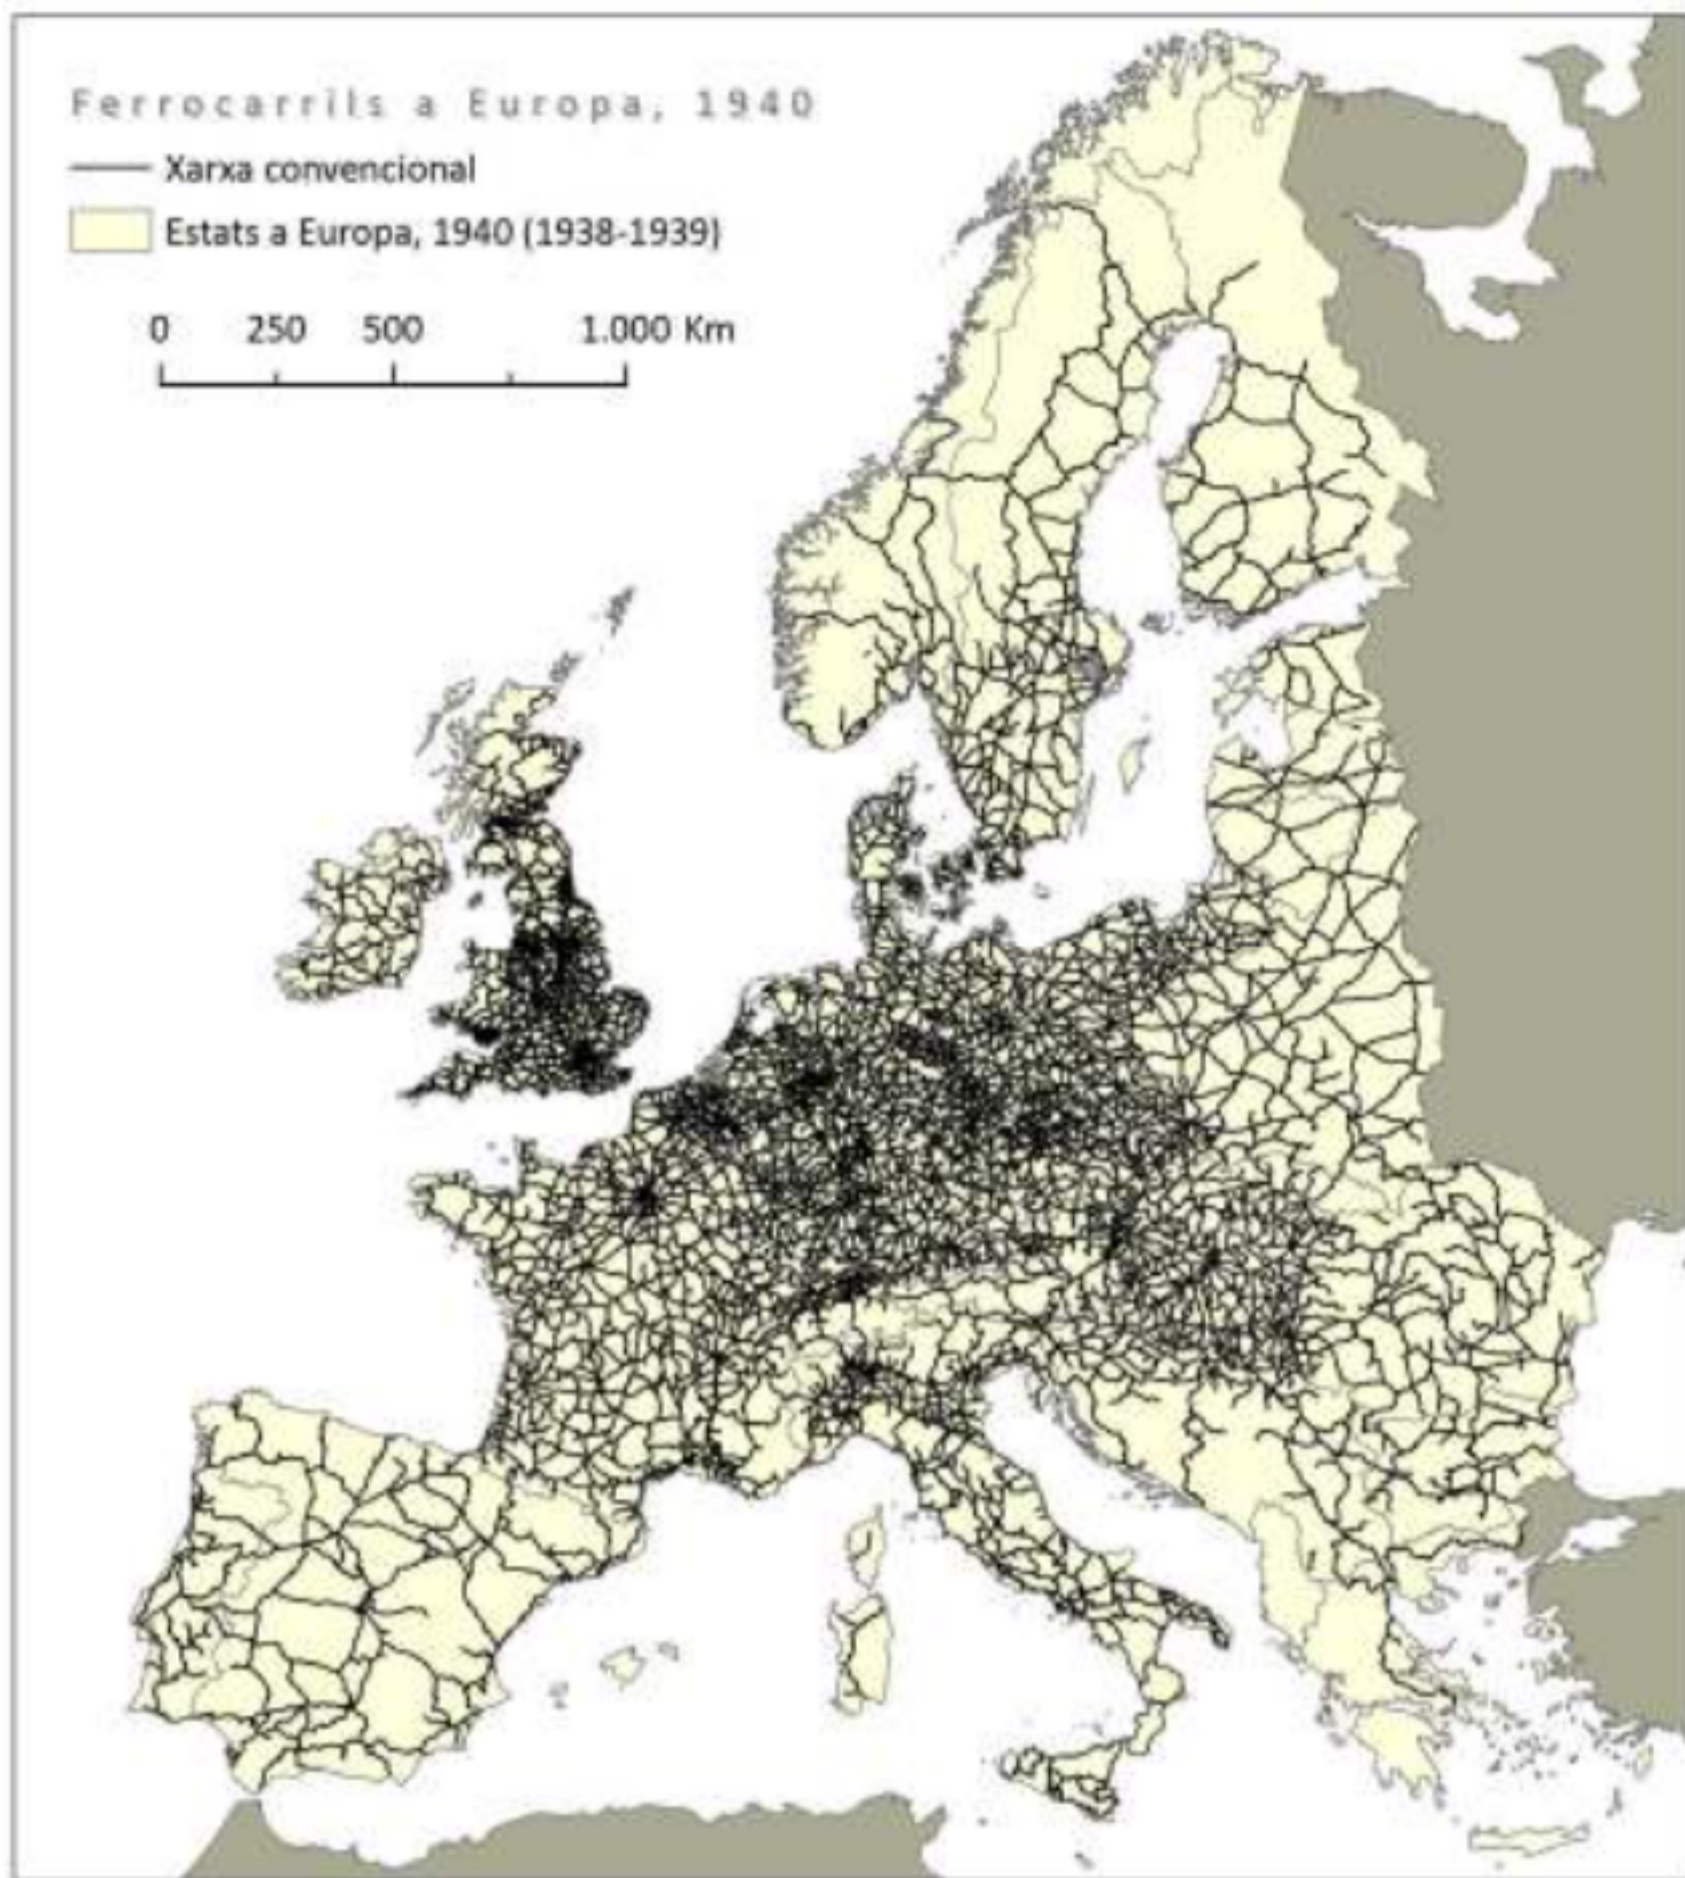 Ferrocarrils a Europa, 1940
Xarxa convencional
Estats a Europa, 1940 (1938-1939)
0 250 500 1.000 Km